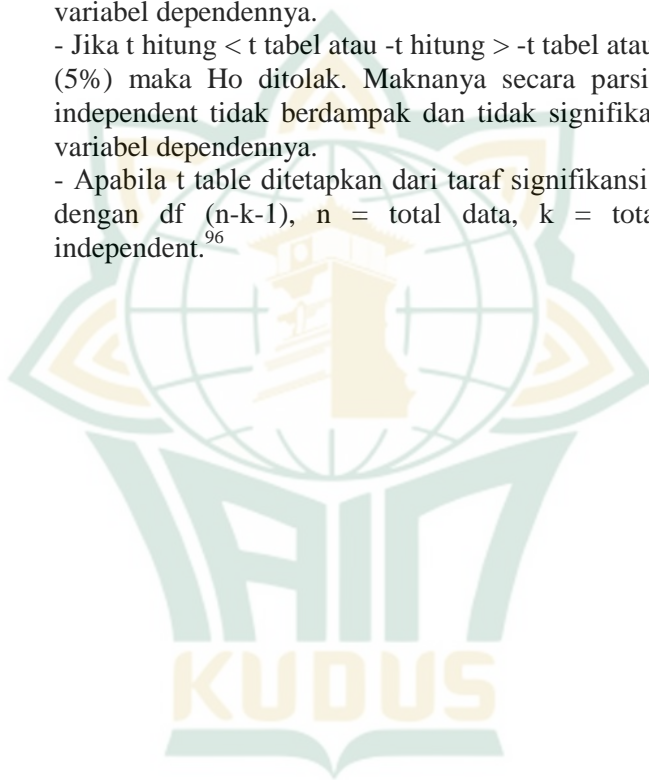 variabel dependennya.
- Jika t hitung < t tabel atau -t hitung > -t tabel atau
(5%) maka Ho ditolak. Maknanya secara parsi
independent tidak berdampak dan tidak signifika
variabel dependennya.
- Apabila t table ditetapkan dari taraf signifikansi
dengan df (n-k-1), n = total data, k = tota
independent.96
IAIN
KUDUS